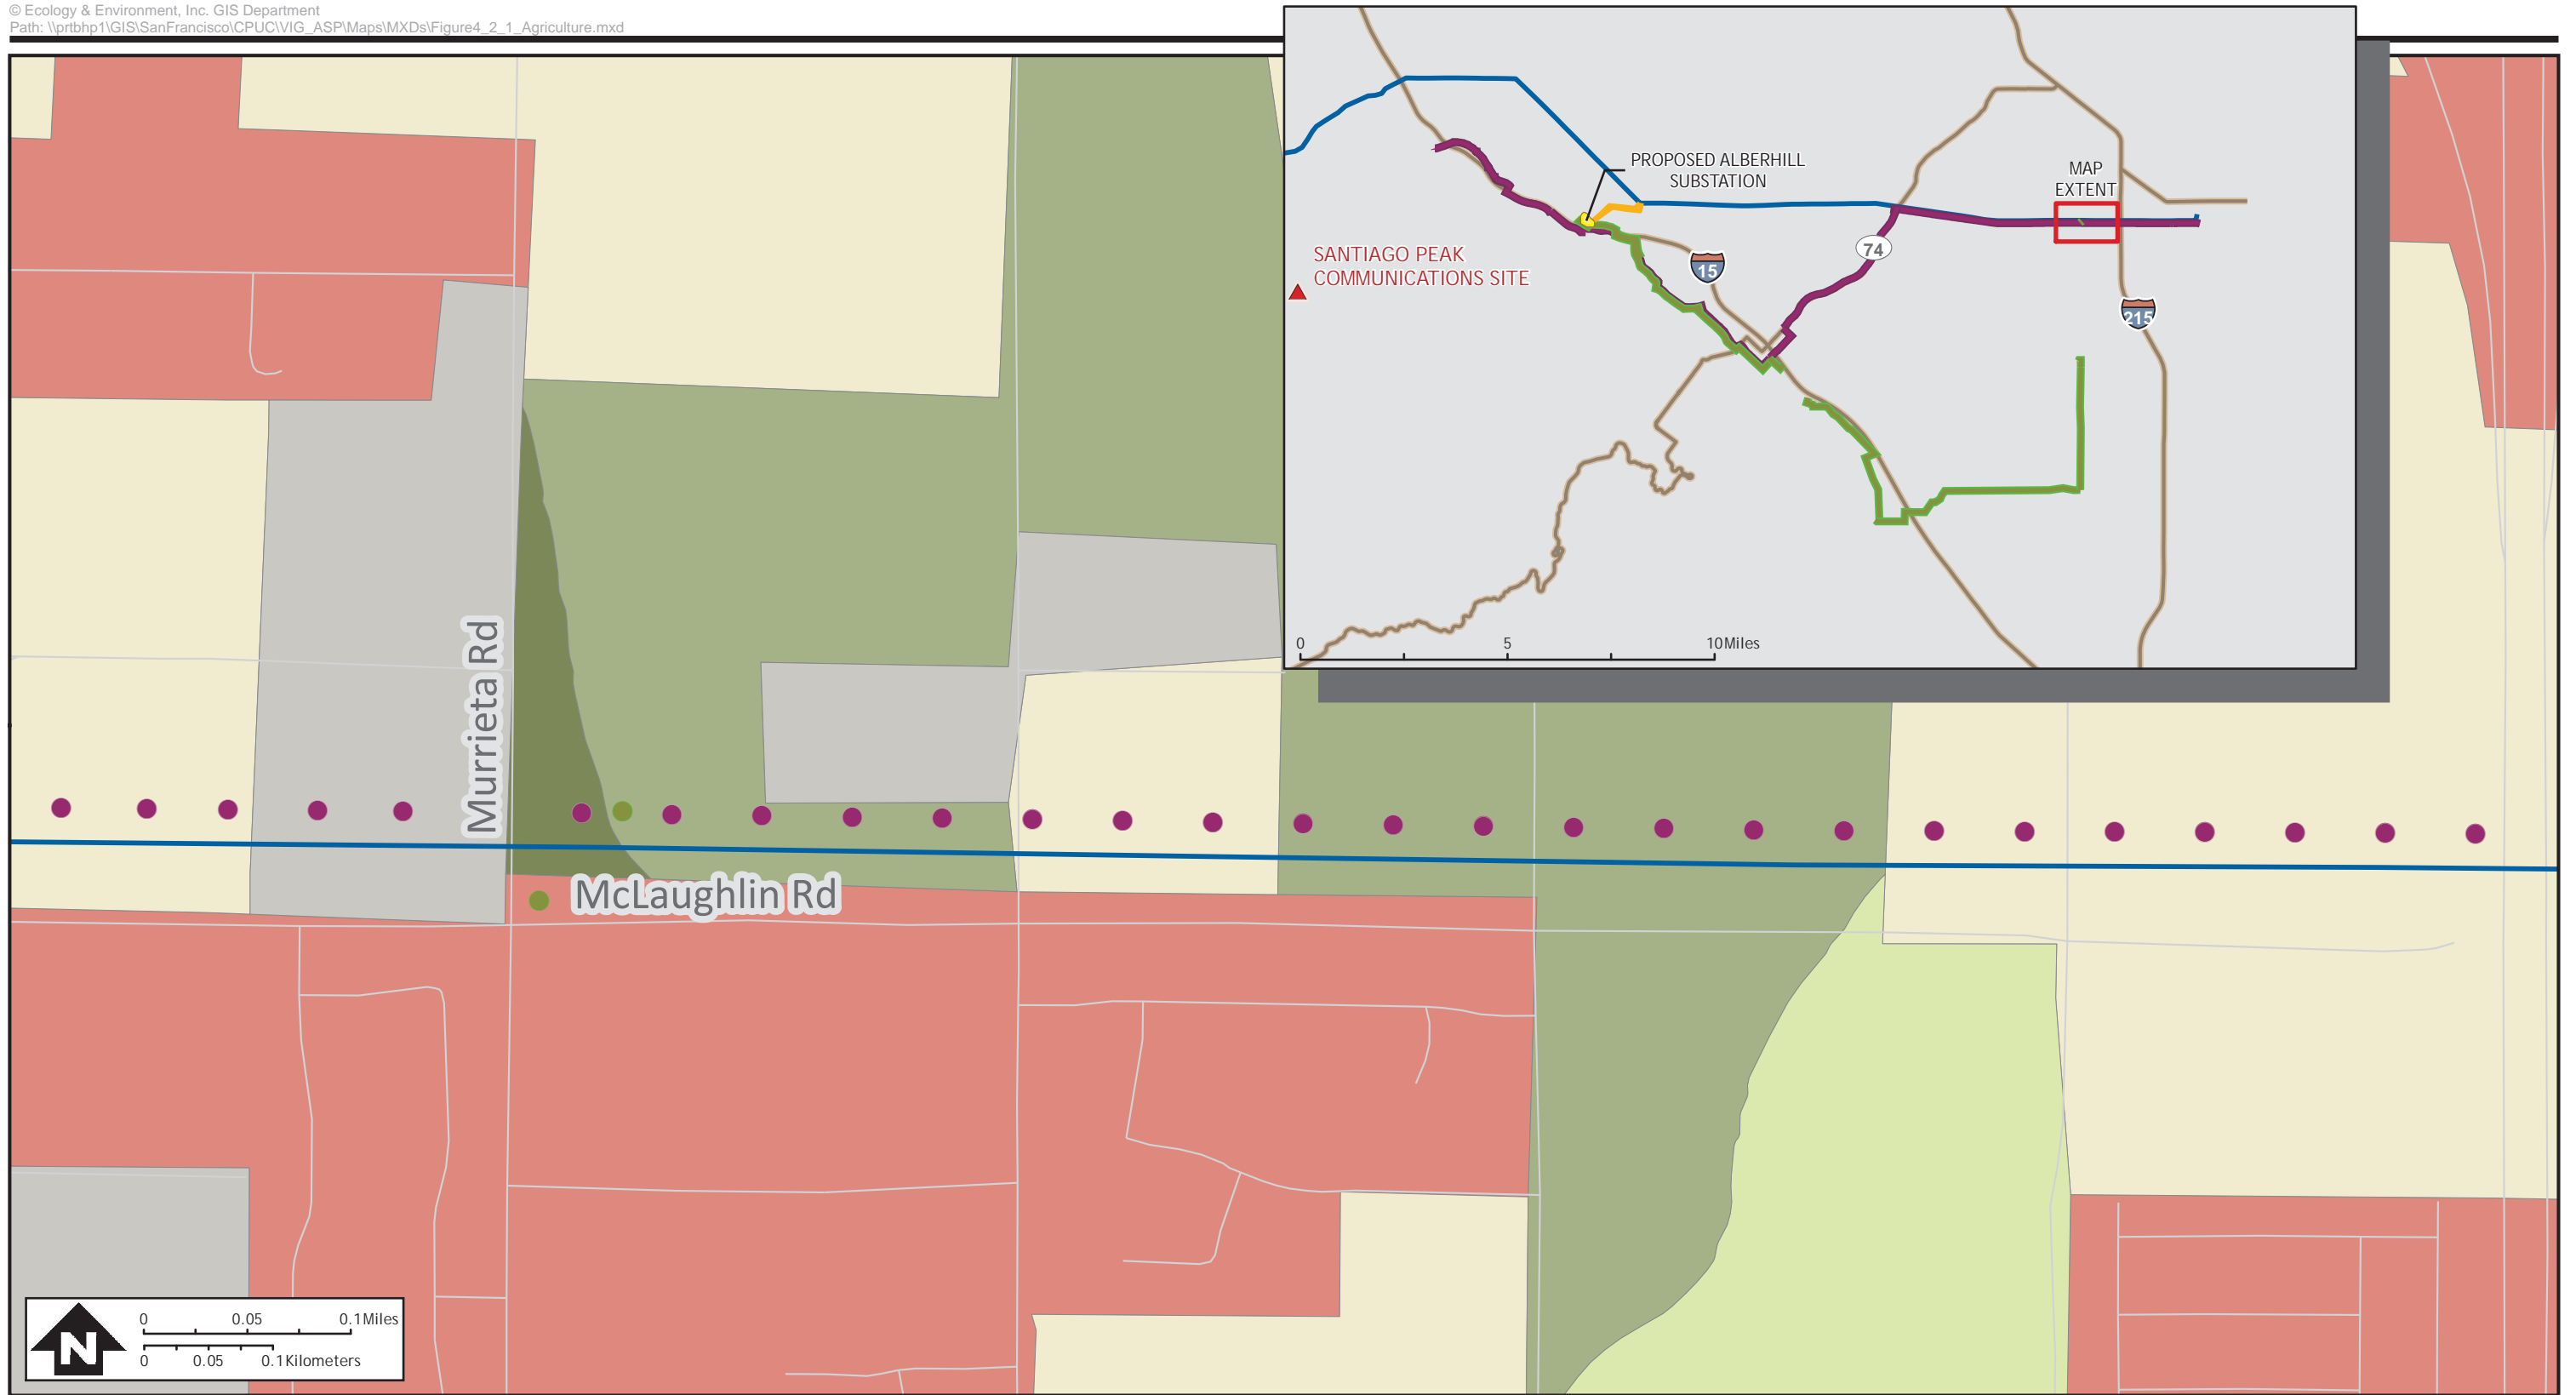 © Ecology & Environment, Inc. GIS Department
Path: \\prtbhp1\GIS\SanFrancisco\CPUC\VIG_ASP\Maps\MXDs\Figure4_2_1_Agriculture.mxd
PROPOSED ALBERHILL
SUBSTATION
MAP
EXTENT
SANTIAGO PEAK
COMMUNICATIONS SITE
15
74
215
0 5 10Miles
Murrieta Rd
McLaughlin Rd
N
0 0.05 0.1Miles
0 0.05 0.1Kilometers